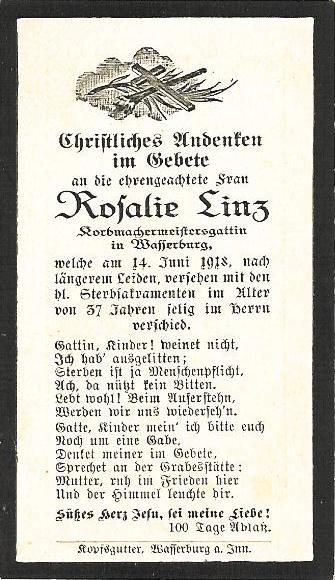 Christliches Andenken
im Gebete
an die ehrengeachtete Frau
Rosalie Linz
Korbmachermeistersgattin
in Wasserburg,
welche am 14. Juni 1918, nach
längerem Leiden, versehen mit den
hl. Sterbsakramenten im Alter
von 37 Jahren selig im Herrn
verschied.
Gattin, Kinder! weinet nicht,
Ich hab' ausgelitten;
Sterben ist ja Menschenpflicht,
Ach, da nützt kein Bitten.
Lebt wohl! Beim Auferstehn,
Werden wir uns wiederseh'n.
Gatte, Kinder mein' ich bitte euch
Noch um eine Gabe,
Denket meiner im Gebete,
Sprechet an der Grabesstätte:
Mutter, ruh im Frieden hier
Und der Himmel leuchte dir.
Süßes Herz Jesu, sei meine Liebe!
100 Tage Ablaß.
Kopfsgutter, Wasserburg a. Inn.